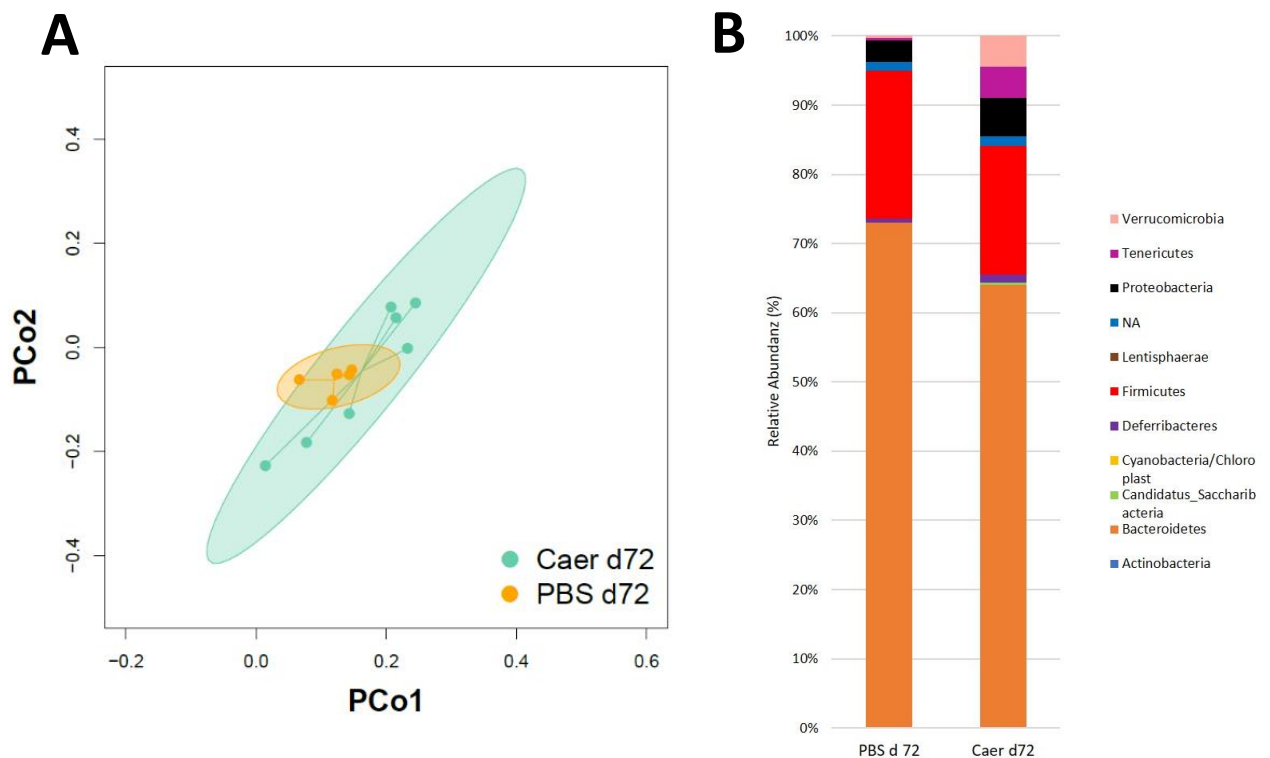 A
0.4
0.2
0.0
−0.2
−0.4
PCo2
−0.2
0.0
0.2
0.4
0.6
PCo1
Caer d72
PBS d72
B
100%
90%
80%
70%
60%
50%
40%
30%
20%
10%
0%
Relative Abundanz (%)
PBS d 72
Caer d72
Verrucomicrobia
Tenericutes
Proteobacteria
NA
Lentisphaerae
Firmicutes
Deferribacteres
Cyanobacteria/Chloro
plast
Candidatus_Saccharib
acteria
Bacteroidetes
Actinobacteria